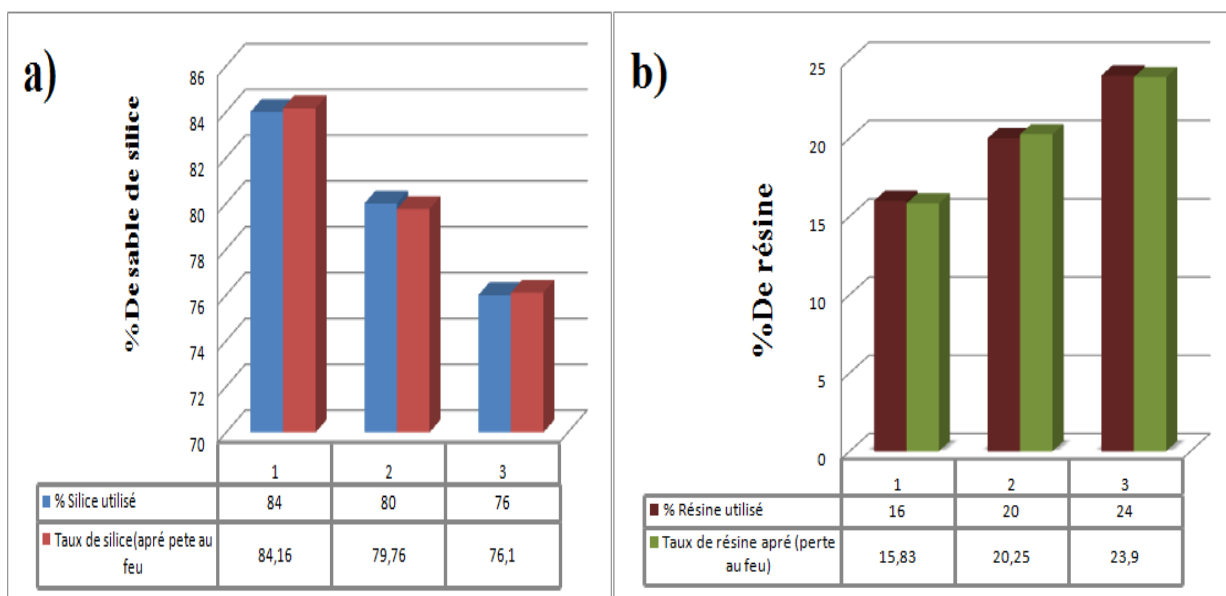 a)
%De sable de silice
86
84
82
80
78
76
74
72
70
1 2 3
% Silice utilisé 84 80 76
Taux de silice(apré pete au
feu 84,16 79,76 76,1
b)
%De résine
25
20
15
10
5
0
1 2 3
% Résine utilisé 16 20 24
Taux de résine apré (perte
au feu) 15,83 20,25 23,9